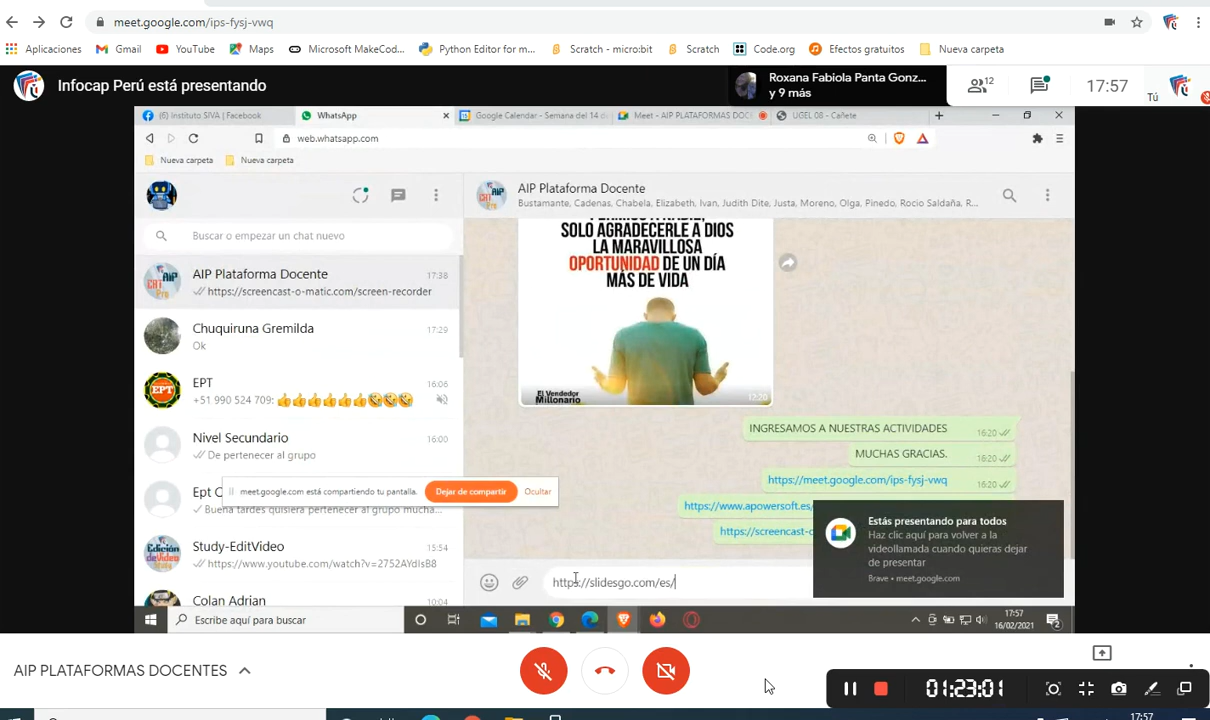 meet.google.com/ips-fysj-vwq
Aplicaciones
Gmail
YouTube
Maps
Microsoft MakeCod...
Python Editor for m...
Scratch - micro:bit
Scratch
Code.org
Efectos gratuitos
Nueva carpeta
Infocap Perú está presentando
Roxana Fabiola Panta Gonz...
y 9 más
12
17:57
Tú
(6) Instituto SIVA | Facebook
WhatsApp
Google Calendar - Semana del 14 d
Meet - AIP PLATAFORMAS DOC
UGEL 08 - Cañete
web.whatsapp.com
Nueva carpeta
Nueva carpeta
AIP Plataforma Docente
Bustamante, Cadenas, Chabela, Elizabeth, Ivan, Judith Dite, Justa, Moreno, Olga, Pinedo, Rocio Saldaña, R...
Buscar o empezar un chat nuevo
AIP Plataforma Docente
17:38
https://screencast-o-matic.com/screen-recorder
Chuquiruna Gremilda
17:29
Ok
EPT
16:06
+51 990 524 709:
Nivel Secundario
16:00
De pertenecer al grupo
Ept C
Buena tardes quisiera pertenecer al grupo mucha...
Study-EditVideo
15:54
https://www.youtube.com/watch?v=2752AYdIsB8
Colan Adrian
10:04
SOLO AGRADECERLE A DIOS
LA MARAVILLOSA
OPORTUNIDAD DE UN DÍA
MÁS DE VIDA
El Vendedor
Millonario
12:20
INGRESAMOS A NUESTRAS ACTIVIDADES
16:20
MUCHAS GRACIAS.
16:20
https://meet.google.com/ips-fysj-vwq
16:20
https://www.apowersoft.es/
https://screencast-o
meet.google.com está compartiendo tu pantalla.
Dejar de compartir
Ocultar
Estás presentando para todos
Haz clic aquí para volver a la
videollamada cuando quieras dejar
de presentar
Brave • meet.google.com
https://slidesgo.com/es/
Escribe aquí para buscar
17:57
16/02/2021
2
AIP PLATAFORMAS DOCENTES
01:23:01
17:57